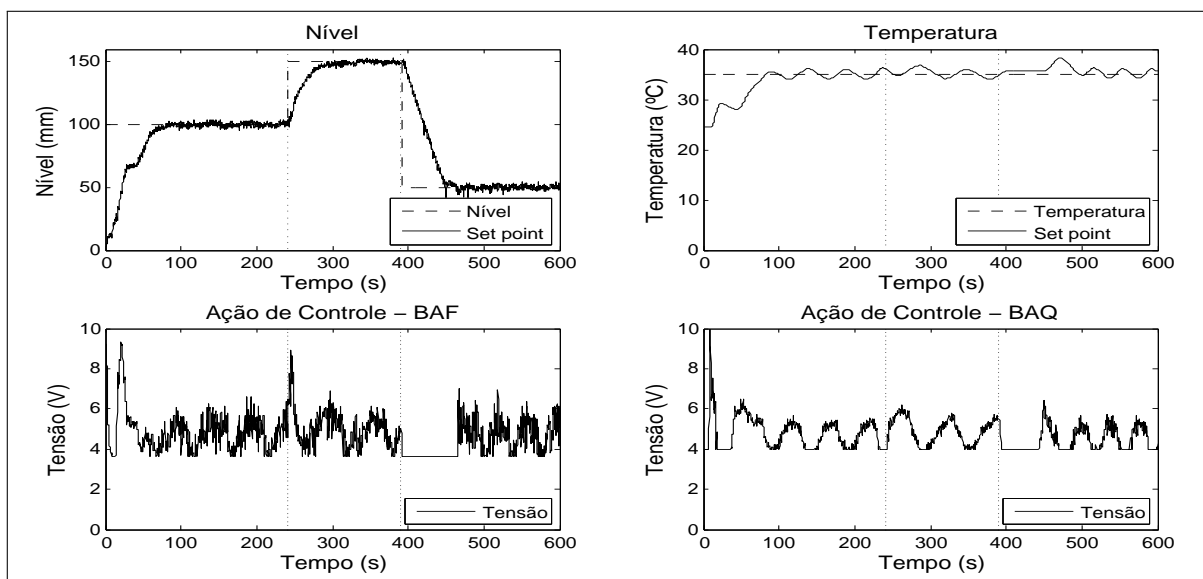 Nível
150
100
50
0
Nível (mm)
Nível
Set point
0
100
200
300
400
500
600
Tempo (s)
Temperatura
40
30
20
10
0
Temperatura (ºC)
Temperatura
Set point
0
100
200
300
400
500
600
Tempo (s)
Ação de Controle – BAF
10
8
6
4
2
0
Tensão (V)
Tensão
0
100
200
300
400
500
600
Tempo (s)
Ação de Controle – BAQ
10
8
6
4
2
0
Tensão (V)
Tensão
0
100
200
300
400
500
600
Tempo (s)